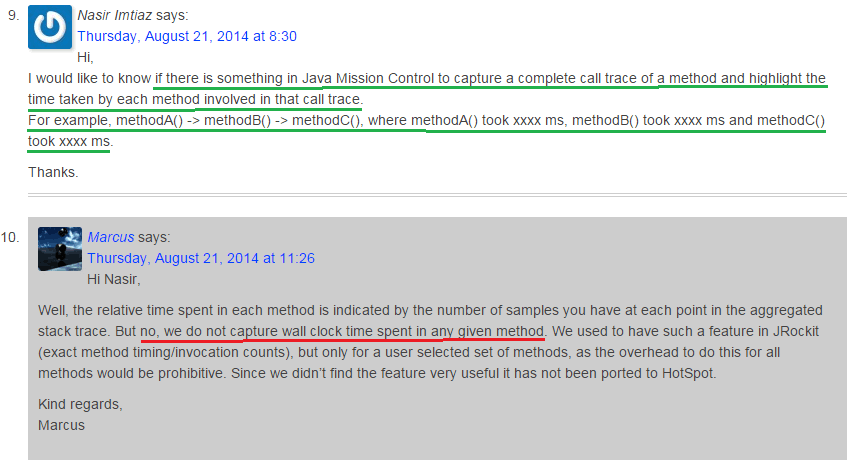 9.
Nasir Imtiaz says:
Thursday, August 21, 2014 at 8:30
Hi,
I would like to know if there is something in Java Mission Control to capture a complete call trace of a method and highlight the
time taken by each method involved in that call trace.
For example, methodA() -> methodB() -> methodC(), where methodA() took xxxx ms, methodB() took xxxx ms and methodC()
took xxxx ms.
Thanks.
10.
Marcus says:
Thursday, August 21, 2014 at 11:26
Hi Nasir,
Well, the relative time spent in each method is indicated by the number of samples you have at each point in the aggregated
stack trace. But no, we do not capture wall clock time spent in any given method. We used to have such a feature in JRockit
(exact method timing/invocation counts), but only for a user selected set of methods, as the overhead to do this for all
methods would be prohibitive. Since we didn't find the feature very useful it has not been ported to HotSpot.
Kind regards,
Marcus